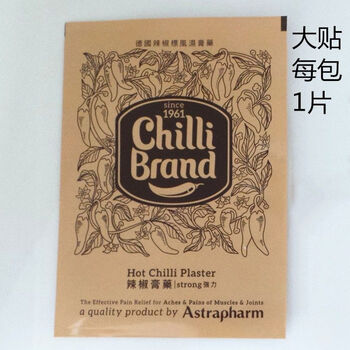 德國辣椒標風濕膏藥
大贴
每包
1片
since
1961
Chilli
Brand
Hot Chilli Plaster
辣椒膏藥 | strong強力
The Effective Pain Relief for Aches & Pains of Muscles & Joints
a quality product by Astrapharm